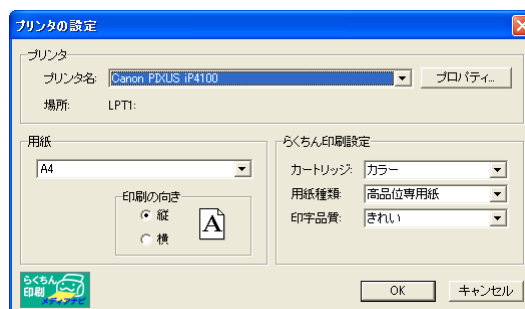 プリンタの設定
プリンタ
プリンタ名: Canon PIXUS iP4100 プロパティ...
場所: LPT1:
用紙
A4
印刷の向き
縦
横
A
らくちん印刷設定
カートリッジ: カラー
用紙種類: 高品位専用紙
印字品質: きれい
らくちん
印刷
メディアナビ
OK キャンセル